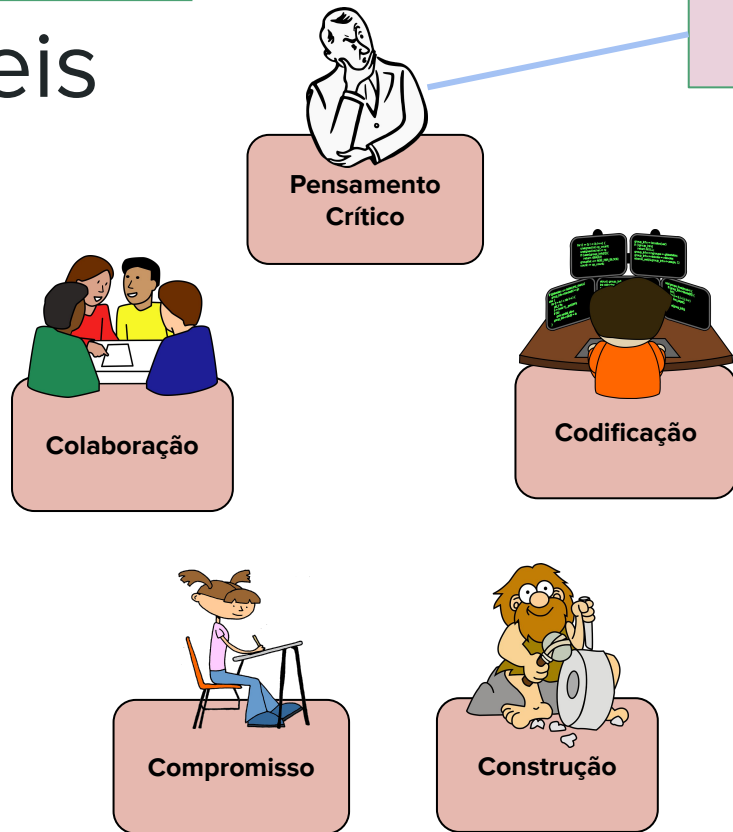 eis
Pensamento
Crítico
Colaboração
Codificação
Compromisso
Construção